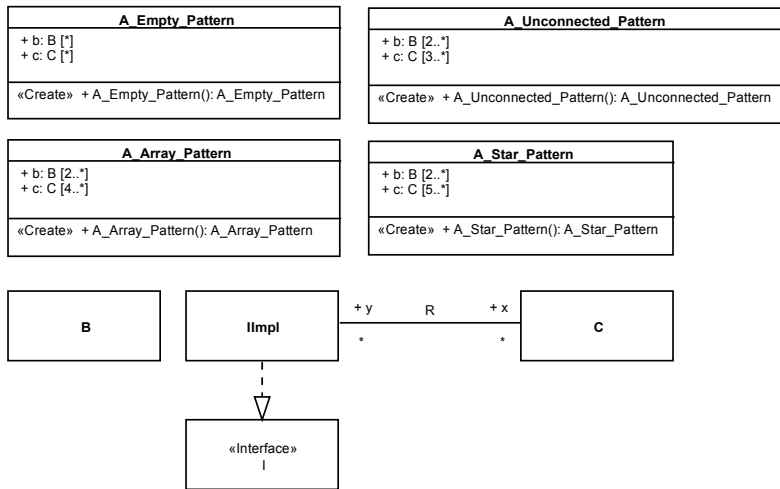 A_Empty_Pattern
+ b: B [*]
+ c: C [*]
«Create» + A_Empty_Pattern(): A_Empty_Pattern
A_Unconnected_Pattern
+ b: B [2..*]
+ c: C [3..*]
«Create» + A_Unconnected_Pattern(): A_Unconnected_Pattern
A_Array_Pattern
+ b: B [2..*]
+ c: C [4..*]
«Create» + A_Array_Pattern(): A_Array_Pattern
A_Star_Pattern
+ b: B [2..*]
+ c: C [5..*]
«Create» + A_Star_Pattern(): A_Star_Pattern
B
IImpl
+ y R + x
* *
C
«Interface»
I